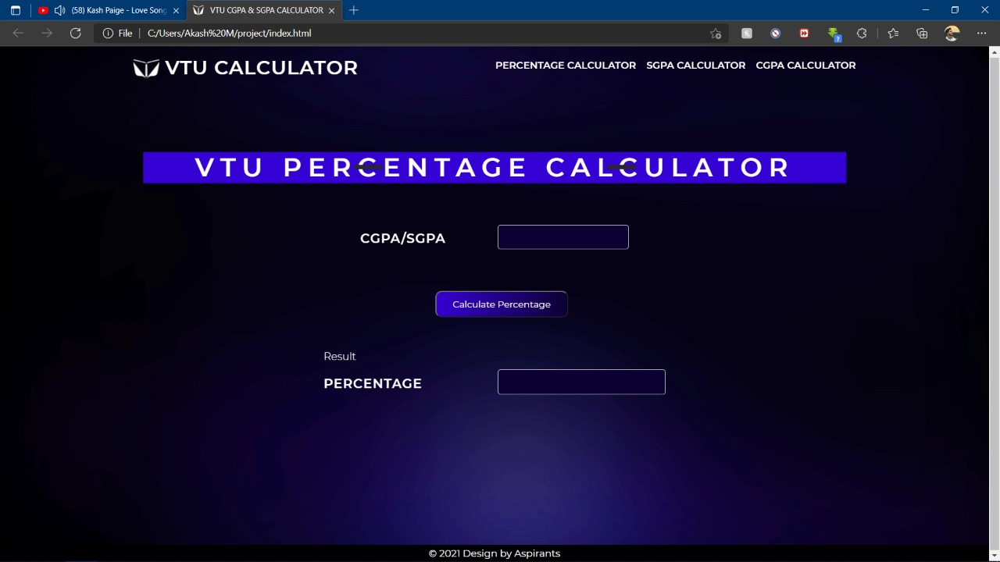 (58) Kash Paige - Love Song
VTU CGPA & SGPA CALCULATOR
File
C:/Users/Akash%20M/project/index.html
VTU CALCULATOR
PERCENTAGE CALCULATOR SGPA CALCULATOR CGPA CALCULATOR
VTU PERCENTAGE CALCULATOR
CGPA/SGPA
Calculate Percentage
Result
PERCENTAGE
© 2021 Design by Aspirants